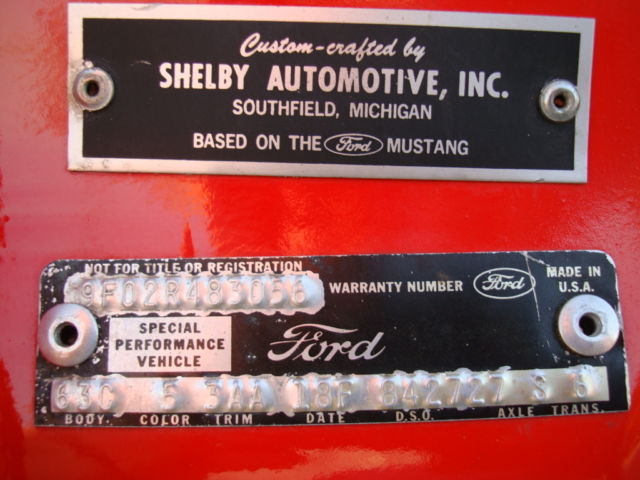 Custom-crafted by
SHELBY AUTOMOTIVE, INC.
SOUTHFIELD, MICHIGAN
BASED ON THE Ford MUSTANG
NOT FOR TITLE OR REGISTRATION
9F02R483056
WARRANTY NUMBER Ford MADE IN U.S.A.
SPECIAL
PERFORMANCE
VEHICLE
Ford
63C 5 3AA 18F 842727 S 6
BODY. COLOR TRIM DATE D.S.O. AXLE TRANS.